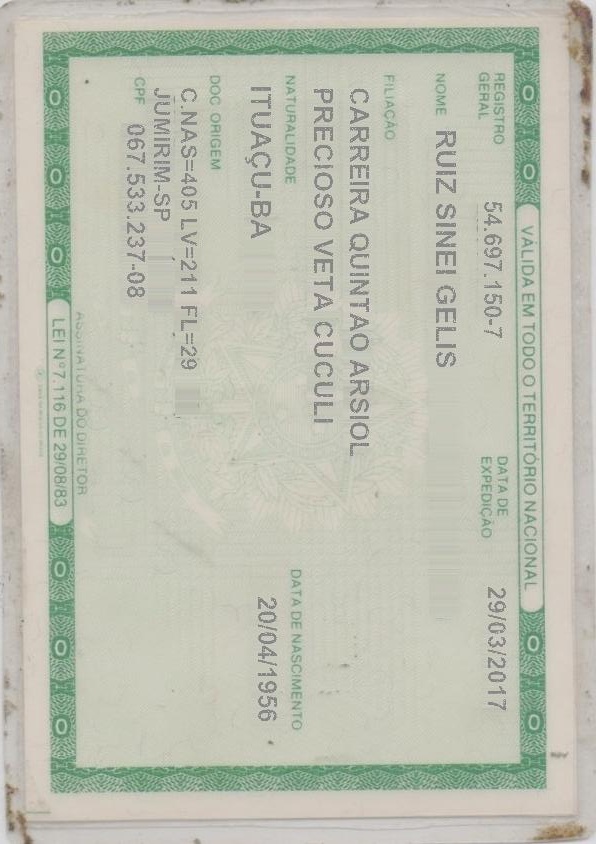 VÁLIDA EM TODO O TERRITÓRIO NACIONAL
REGISTRO GERAL 54.697.150-7 DATA DE EXPEDIÇÃO 29/03/2017
NOME RUIZ SINEI GELIS
FILIAÇÃO
CARREIRA QUINTAO ARSIOL
PRECIOSO VETA CUCULI
NATURALIDADE DATA DE NASCIMENTO
ITUAÇU-BA 20/04/1956
DOC ORIGEM
C.NAS=405 LV=211 FL=29
JUMIRIM-SP
CPF 067.533.237-08
ASSINATURA DO DIRETOR
LEI Nº 7.116 DE 29/08/83